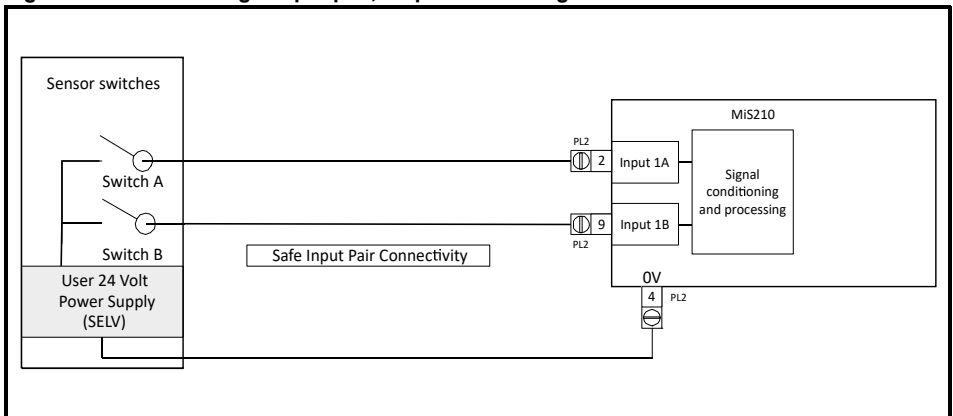 Sensor switches
MiS210
PL2
2
Input 1A
Switch A
Signal
conditioning
and processing
9
Input 1B
PL2
Switch B
Safe Input Pair Connectivity
User 24 Volt
Power Supply
(SELV)
0V
4
PL2